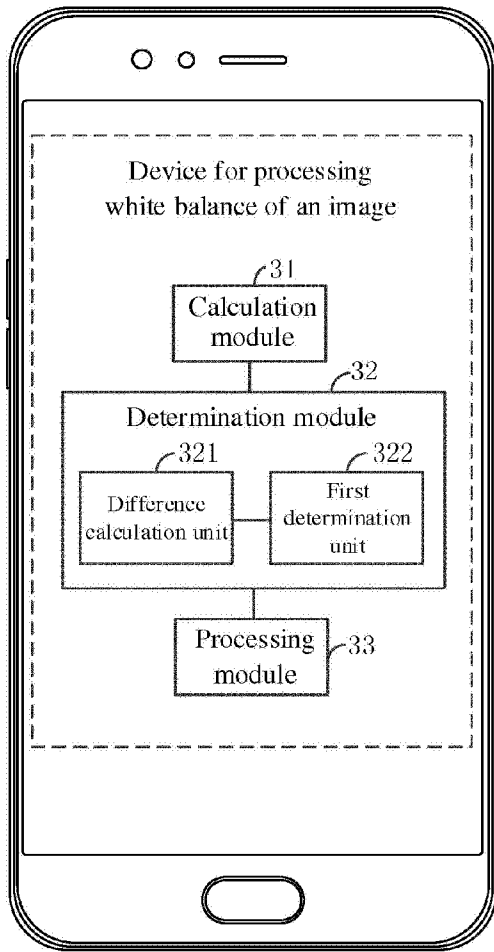 Device for processing
white balance of an image
31
Calculation
module
32
Determination module
321
322
Difference
calculation unit
First
determination
unit
Processing
module
33